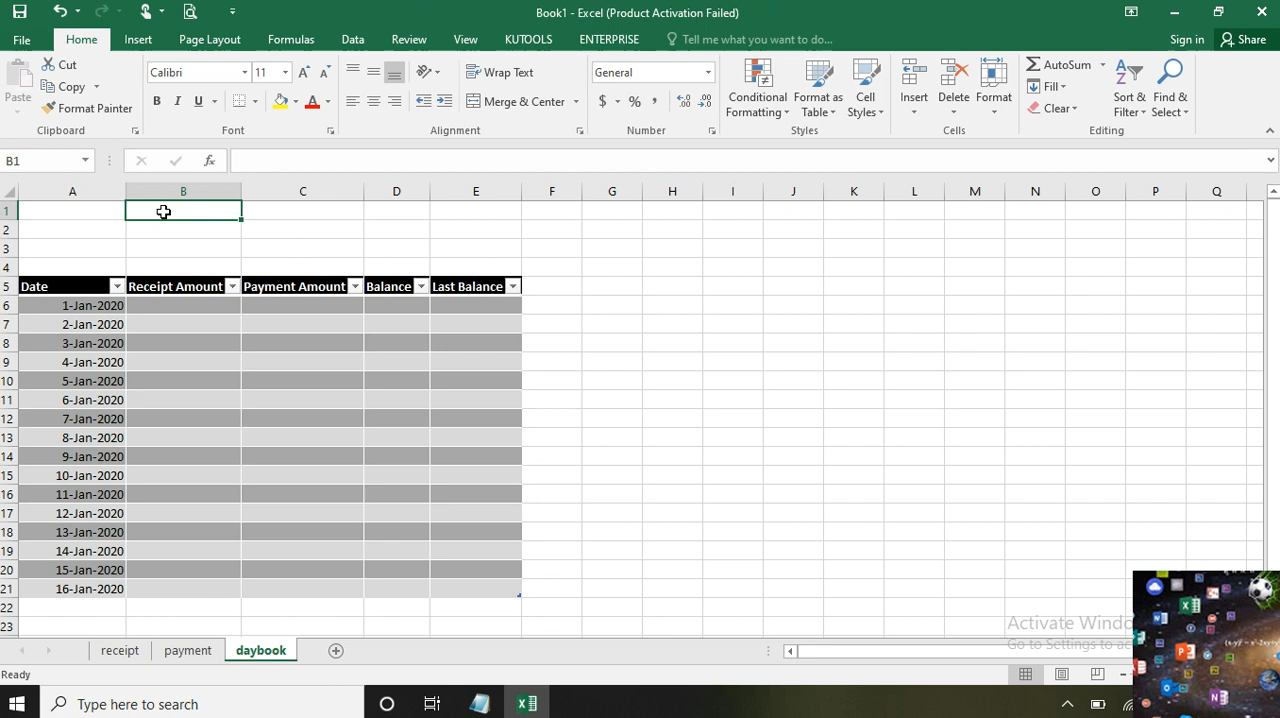 Book1 - Excel (Product Activation Failed)
File Home Insert Page Layout Formulas Data Review View KUTOOLS ENTERPRISE Tell me what you want to do... Sign in Share
Paste
Cut
Copy
Format Painter
Clipboard
Calibri 11
B I U A
Font
Wrap Text
Merge & Center
Alignment
General
$ % ,
Number
Conditional Formatting
Format as Table
Cell Styles
Styles
Insert Delete Format
Cells
AutoSum
Fill
Clear
Sort & Filter
Find & Select
Editing
B1 fx
A B C D E F G H I J K L M N O P Q
1
2
3
4
5 Date Receipt Amount Payment Amount Balance Last Balance
6 1-Jan-2020
7 2-Jan-2020
8 3-Jan-2020
9 4-Jan-2020
10 5-Jan-2020
11 6-Jan-2020
12 7-Jan-2020
13 8-Jan-2020
14 9-Jan-2020
15 10-Jan-2020
16 11-Jan-2020
17 12-Jan-2020
18 13-Jan-2020
19 14-Jan-2020
20 15-Jan-2020
21 16-Jan-2020
22
23
Activate Windo
Go to Settings to ac
receipt payment daybook
Ready
Type here to search